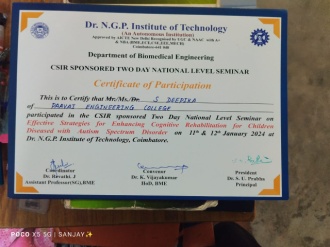 Dr. N.G.P. Institute of Technology
(An Autonomous Institution)
Department of Biomedical Engineering
CSIR SPONSORED TWO DAY NATIONAL LEVEL SEMINAR
Certificate of Participation
This is to Certify that Mr/Ms/Dr. S DEEPIKA
of PAAVAI ENGINEERING COLLEGE
participated in the CSIR sponsored Two Day National Level Seminar on
Effective Strategies for Enhancing Cognitive Rehabilitation for Children
Diseased with Autism Spectrum Disorder on 11th & 12th January 2024 at
Dr. N.G.P. Institute of Technology, Coimbatore.
Coordinator
Assistant Professor(SG),BME
Convenor
Dr. K. Vijayakumar
HoD, BME
President
Dr. S.U. Prabha
Principal
POCO X5 5G | SANJAY